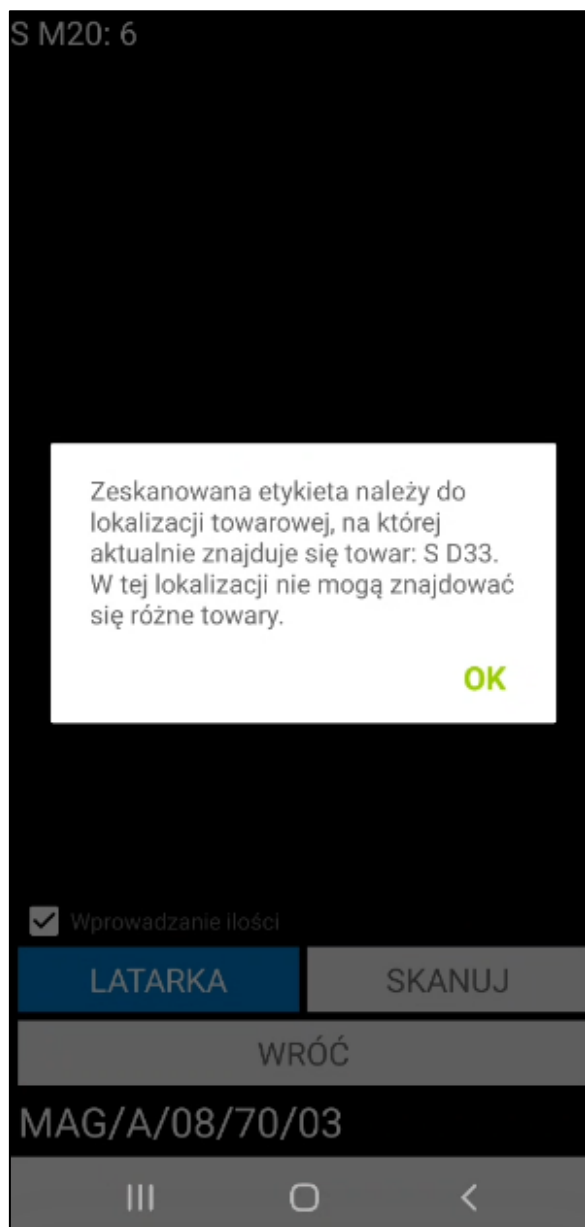 S M20: 6
Zeskanowana etykieta należy do
lokalizacji towarowej, na której
aktualnie znajduje się towar: S D33.
W tej lokalizacji nie mogą znajdować
się różne towary.
OK
Wprowadzanie ilości
LATARKA
SKANUJ
WRÓĆ
MAG/A/08/70/03